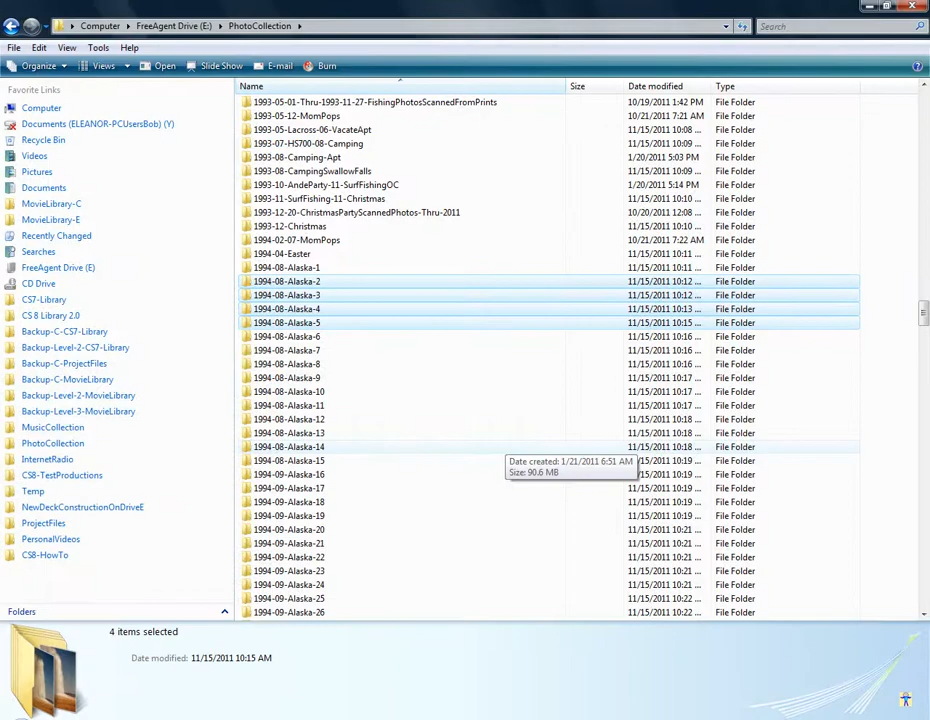 Computer ▸ FreeAgent Drive (E:) ▸ PhotoCollection ▸
Search
File Edit View Tools Help
Organize Views Open Slide Show E-mail Burn
Favorite Links
Computer
Documents (ELEANOR-PCUsersBob) (Y)
Recycle Bin
Videos
Pictures
Documents
MovieLibrary-C
MovieLibrary-E
Recently Changed
Searches
FreeAgent Drive (E)
CD Drive
CS7-Library
CS 8 Library 2.0
Backup-C-CS7-Library
Backup-Level-2-CS7-Library
Backup-C-ProjectFiles
Backup-C-MovieLibrary
Backup-Level-2-MovieLibrary
Backup-Level-3-MovieLibrary
MusicCollection
PhotoCollection
InternetRadio
CS8-TestProductions
Temp
NewDeckConstructionOnDriveE
ProjectFiles
PersonalVideos
CS8-HowTo
Folders
Name Size Date modified Type
1993-05-01-Thru-1993-11-27-FishingPhotosScannedFromPrints 10/19/2011 1:42 PM File Folder
1993-05-12-MomPops 10/21/2011 7:21 AM File Folder
1993-05-Lacross-06-VacateApt 11/15/2011 10:08 ... File Folder
1993-07-HS700-08-Camping 11/15/2011 10:09 ... File Folder
1993-08-Camping-Apt 1/20/2011 5:03 PM File Folder
1993-08-CampingSwallowFalls 11/15/2011 10:09 ... File Folder
1993-10-AndeParty-11-SurfFishingOC 1/20/2011 5:14 PM File Folder
1993-11-SurfFishing-11-Christmas 11/15/2011 10:10 ... File Folder
1993-12-20-ChristmasPartyScannedPhotos-Thru-2011 10/20/2011 12:08 ... File Folder
1993-12-Christmas 11/15/2011 10:10 ... File Folder
1994-02-07-MomPops 10/21/2011 7:22 AM File Folder
1994-04-Easter 11/15/2011 10:11 ... File Folder
1994-08-Alaska-1 11/15/2011 10:11 ... File Folder
1994-08-Alaska-2 11/15/2011 10:12 ... File Folder
1994-08-Alaska-3 11/15/2011 10:12 ... File Folder
1994-08-Alaska-4 11/15/2011 10:13 ... File Folder
1994-08-Alaska-5 11/15/2011 10:15 ... File Folder
1994-08-Alaska-6 11/15/2011 10:16 ... File Folder
1994-08-Alaska-7 11/15/2011 10:16 ... File Folder
1994-08-Alaska-8 11/15/2011 10:16 ... File Folder
1994-08-Alaska-9 11/15/2011 10:17 ... File Folder
1994-08-Alaska-10 11/15/2011 10:17 ... File Folder
1994-08-Alaska-11 11/15/2011 10:18 ... File Folder
1994-08-Alaska-12 11/15/2011 10:18 ... File Folder
1994-08-Alaska-13 11/15/2011 10:18 ... File Folder
1994-08-Alaska-14 11/15/2011 10:18 ... File Folder
1994-08-Alaska-15 /15/2011 10:19 ... File Folder
1994-09-Alaska-16 /15/2011 10:19 ... File Folder
1994-09-Alaska-17 11/15/2011 10:19 ... File Folder
1994-09-Alaska-18 11/15/2011 10:19 ... File Folder
1994-09-Alaska-19 11/15/2011 10:19 ... File Folder
1994-09-Alaska-20 11/15/2011 10:21 ... File Folder
1994-09-Alaska-21 11/15/2011 10:21 ... File Folder
1994-09-Alaska-22 11/15/2011 10:21 ... File Folder
1994-09-Alaska-23 11/15/2011 10:21 ... File Folder
1994-09-Alaska-24 11/15/2011 10:21 ... File Folder
1994-09-Alaska-25 11/15/2011 10:22 ... File Folder
1994-09-Alaska-26 11/15/2011 10:22 ... File Folder
Date created: 1/21/2011 6:51 AM
Size: 90.6 MB
4 items selected
Date modified: 11/15/2011 10:15 AM